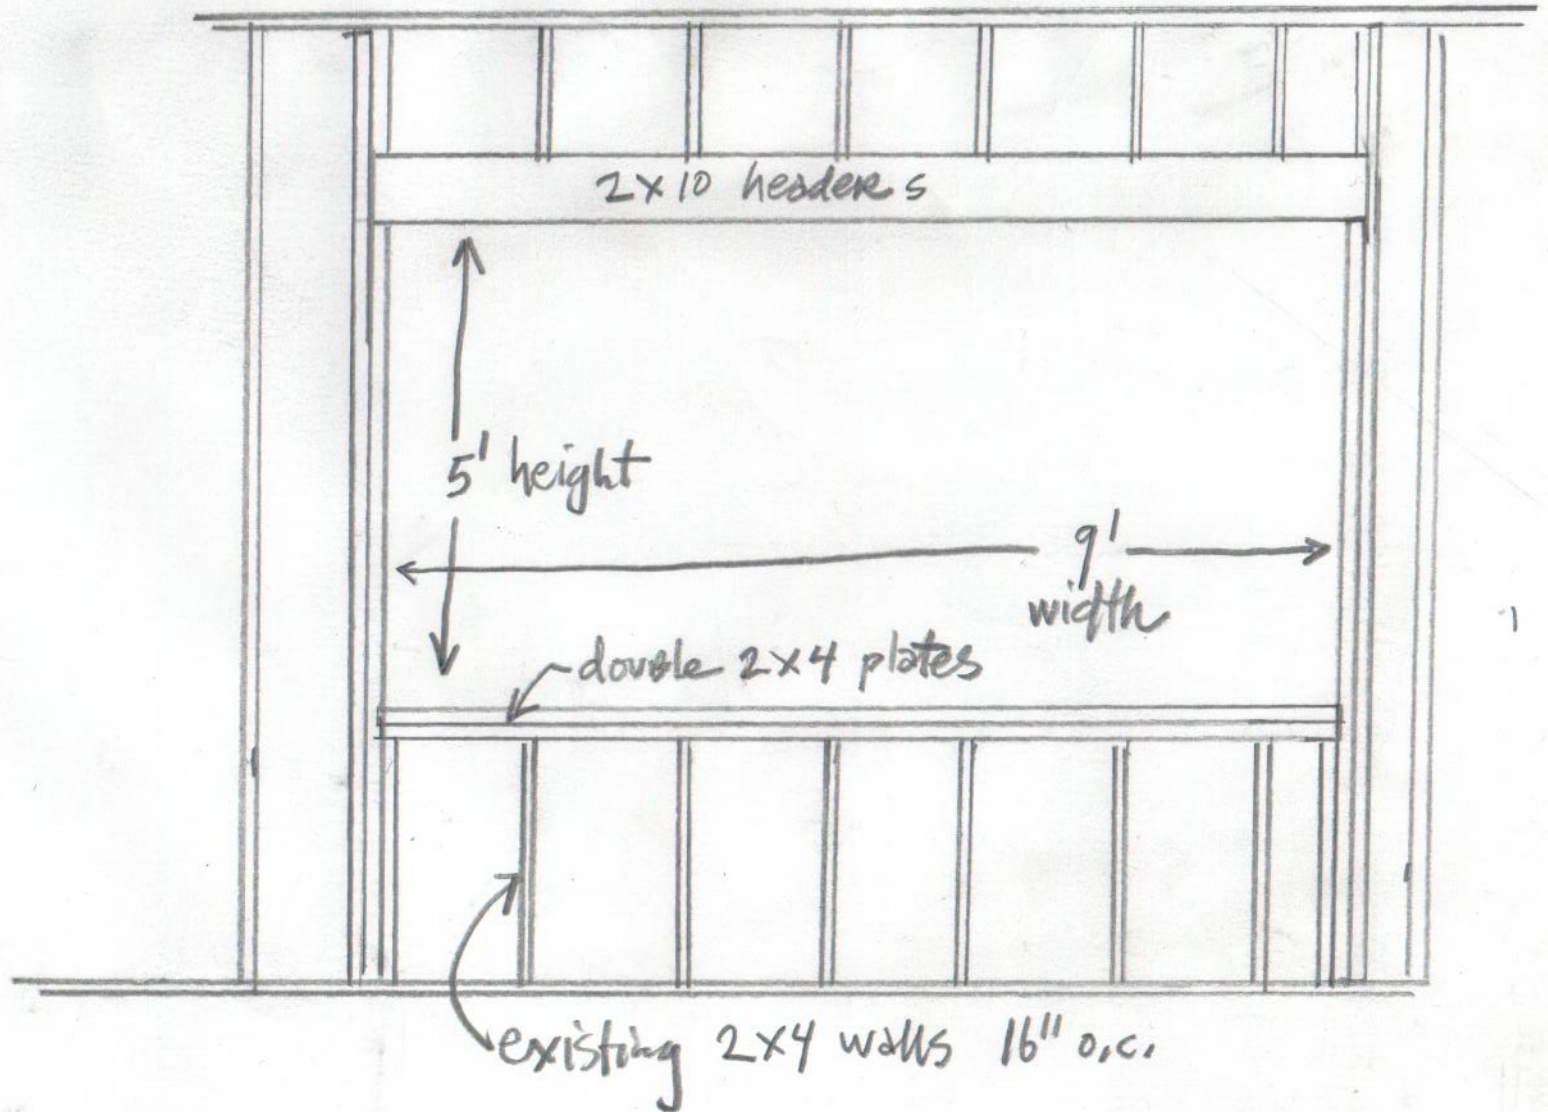 2x10 headers
5' height
9'
width
double 2x4 plates
existing 2x4 walls 16" o.c.